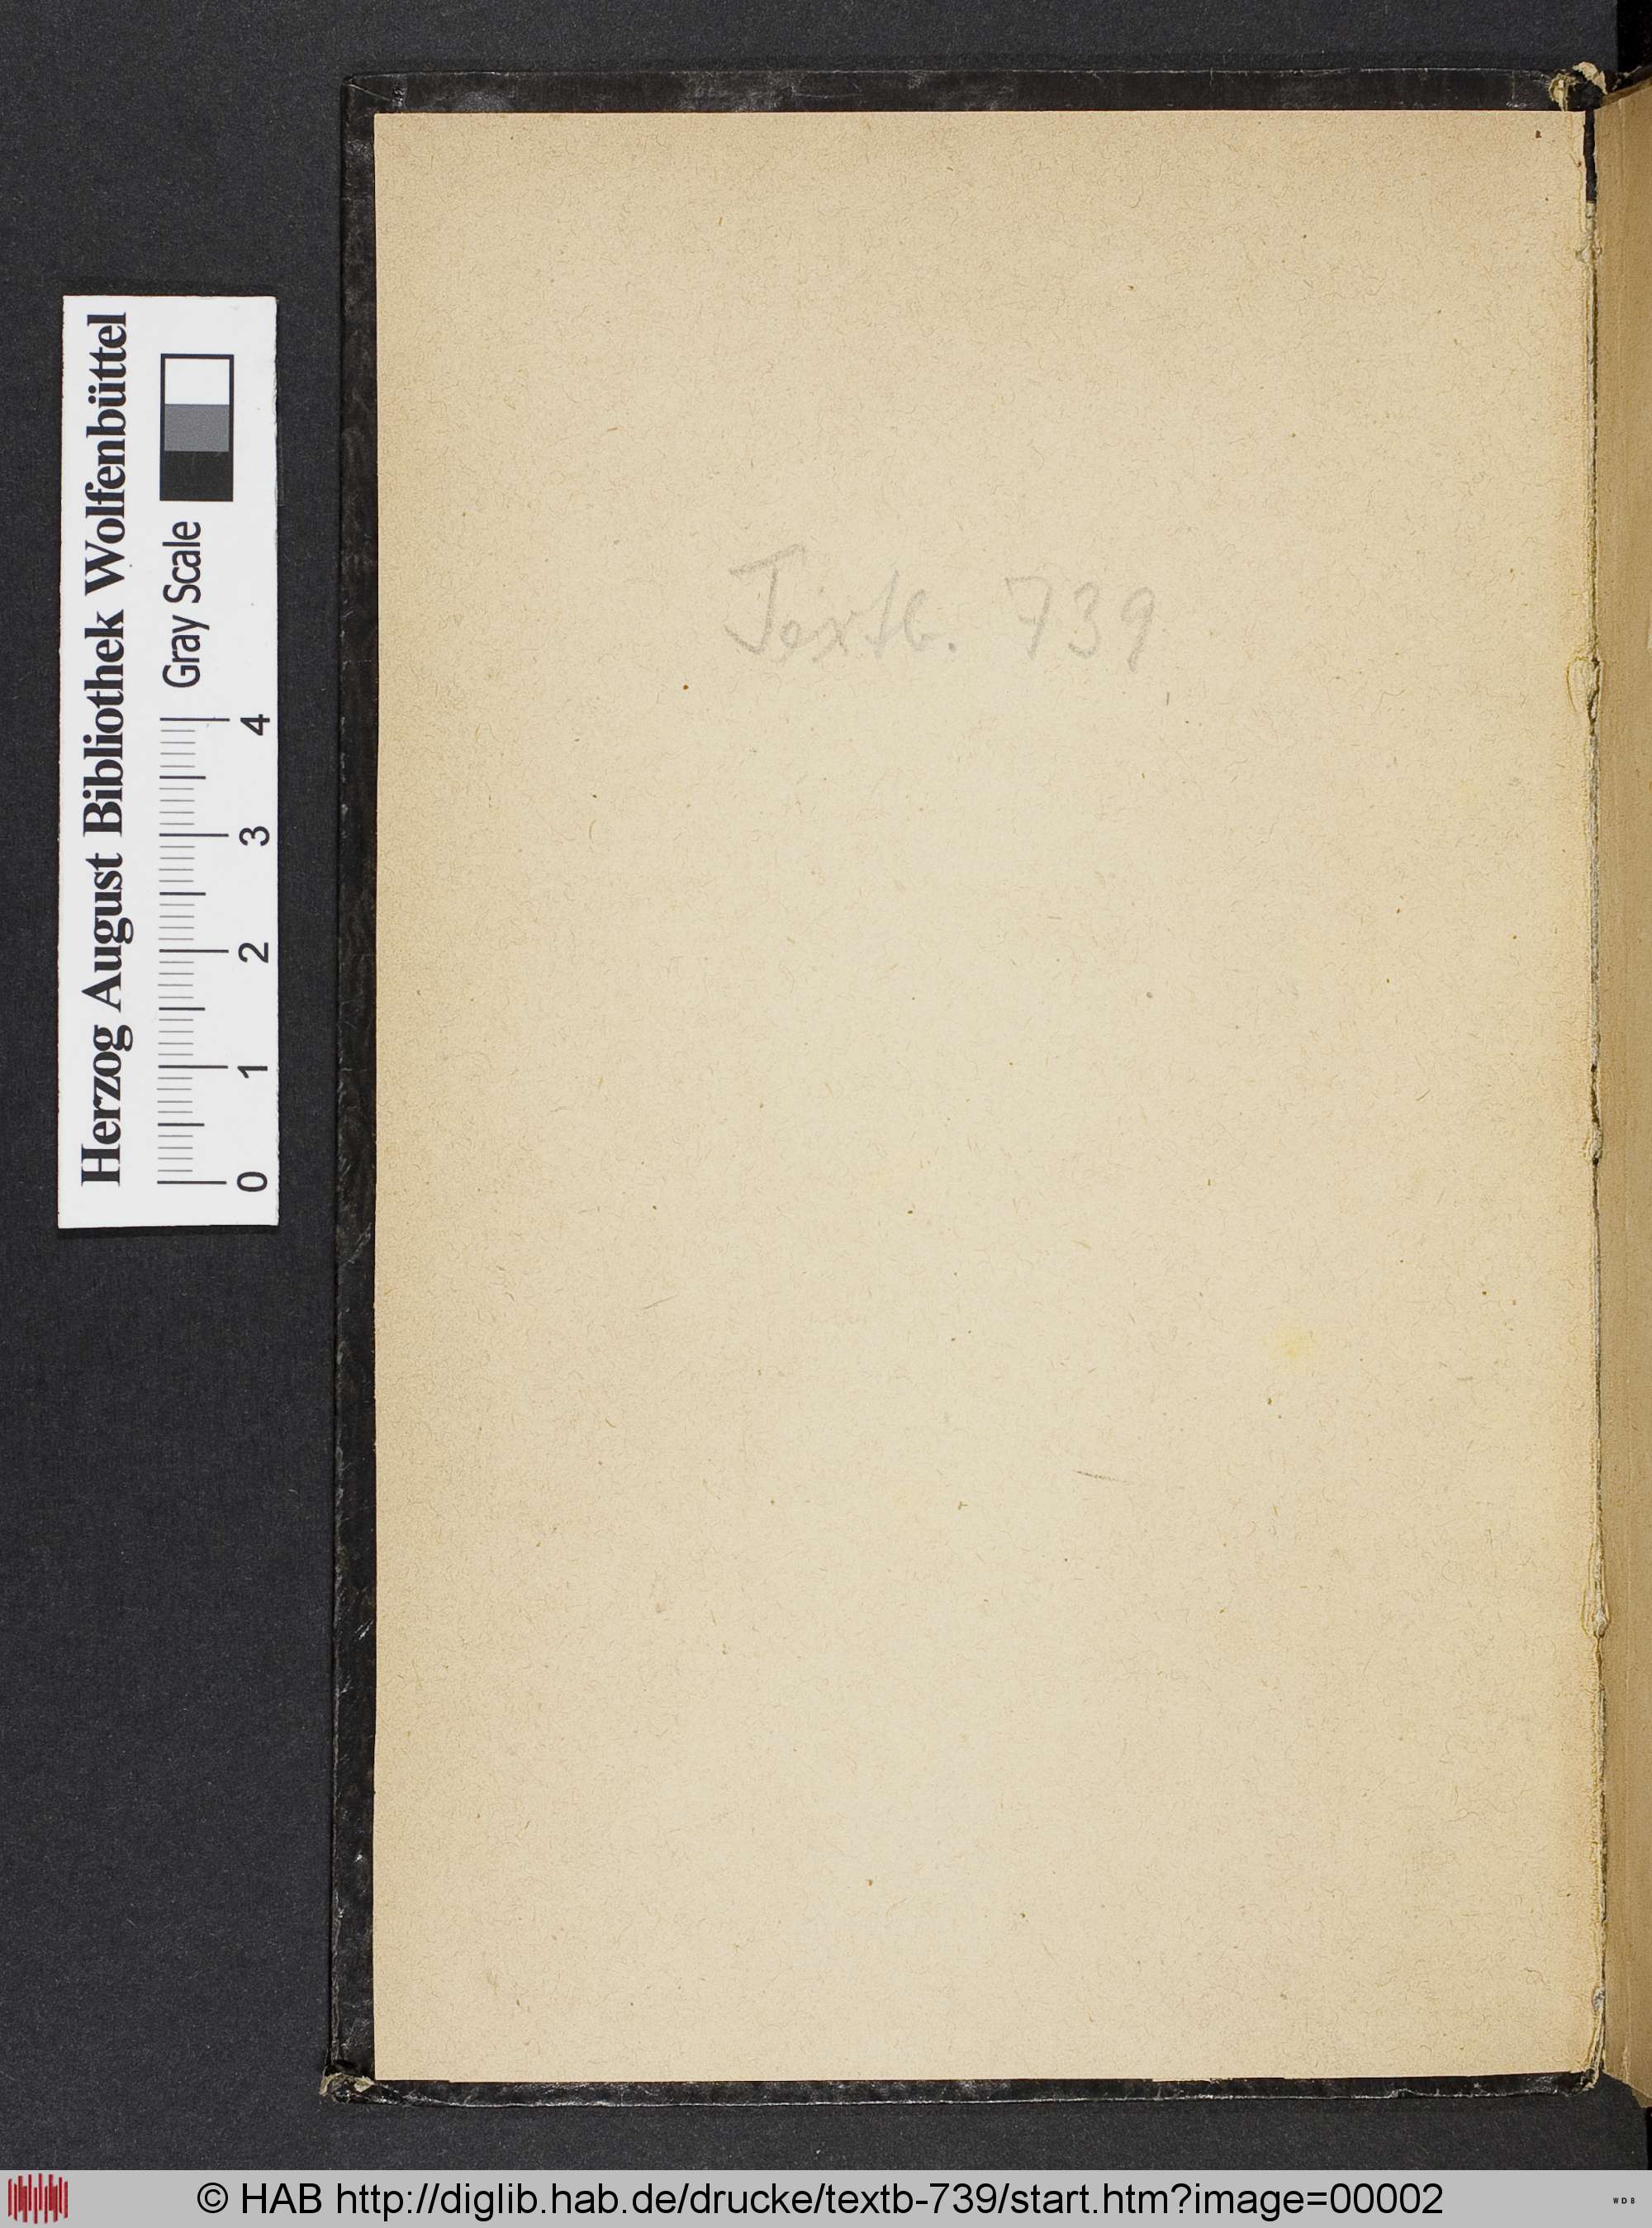 Textb. 739
Herzog August Bibliothek Wolfenbüttel
Gray Scale
0 1 2 3 4
© HAB http://diglib.hab.de/drucke/textb-739/start.htm?image=00002
WDB